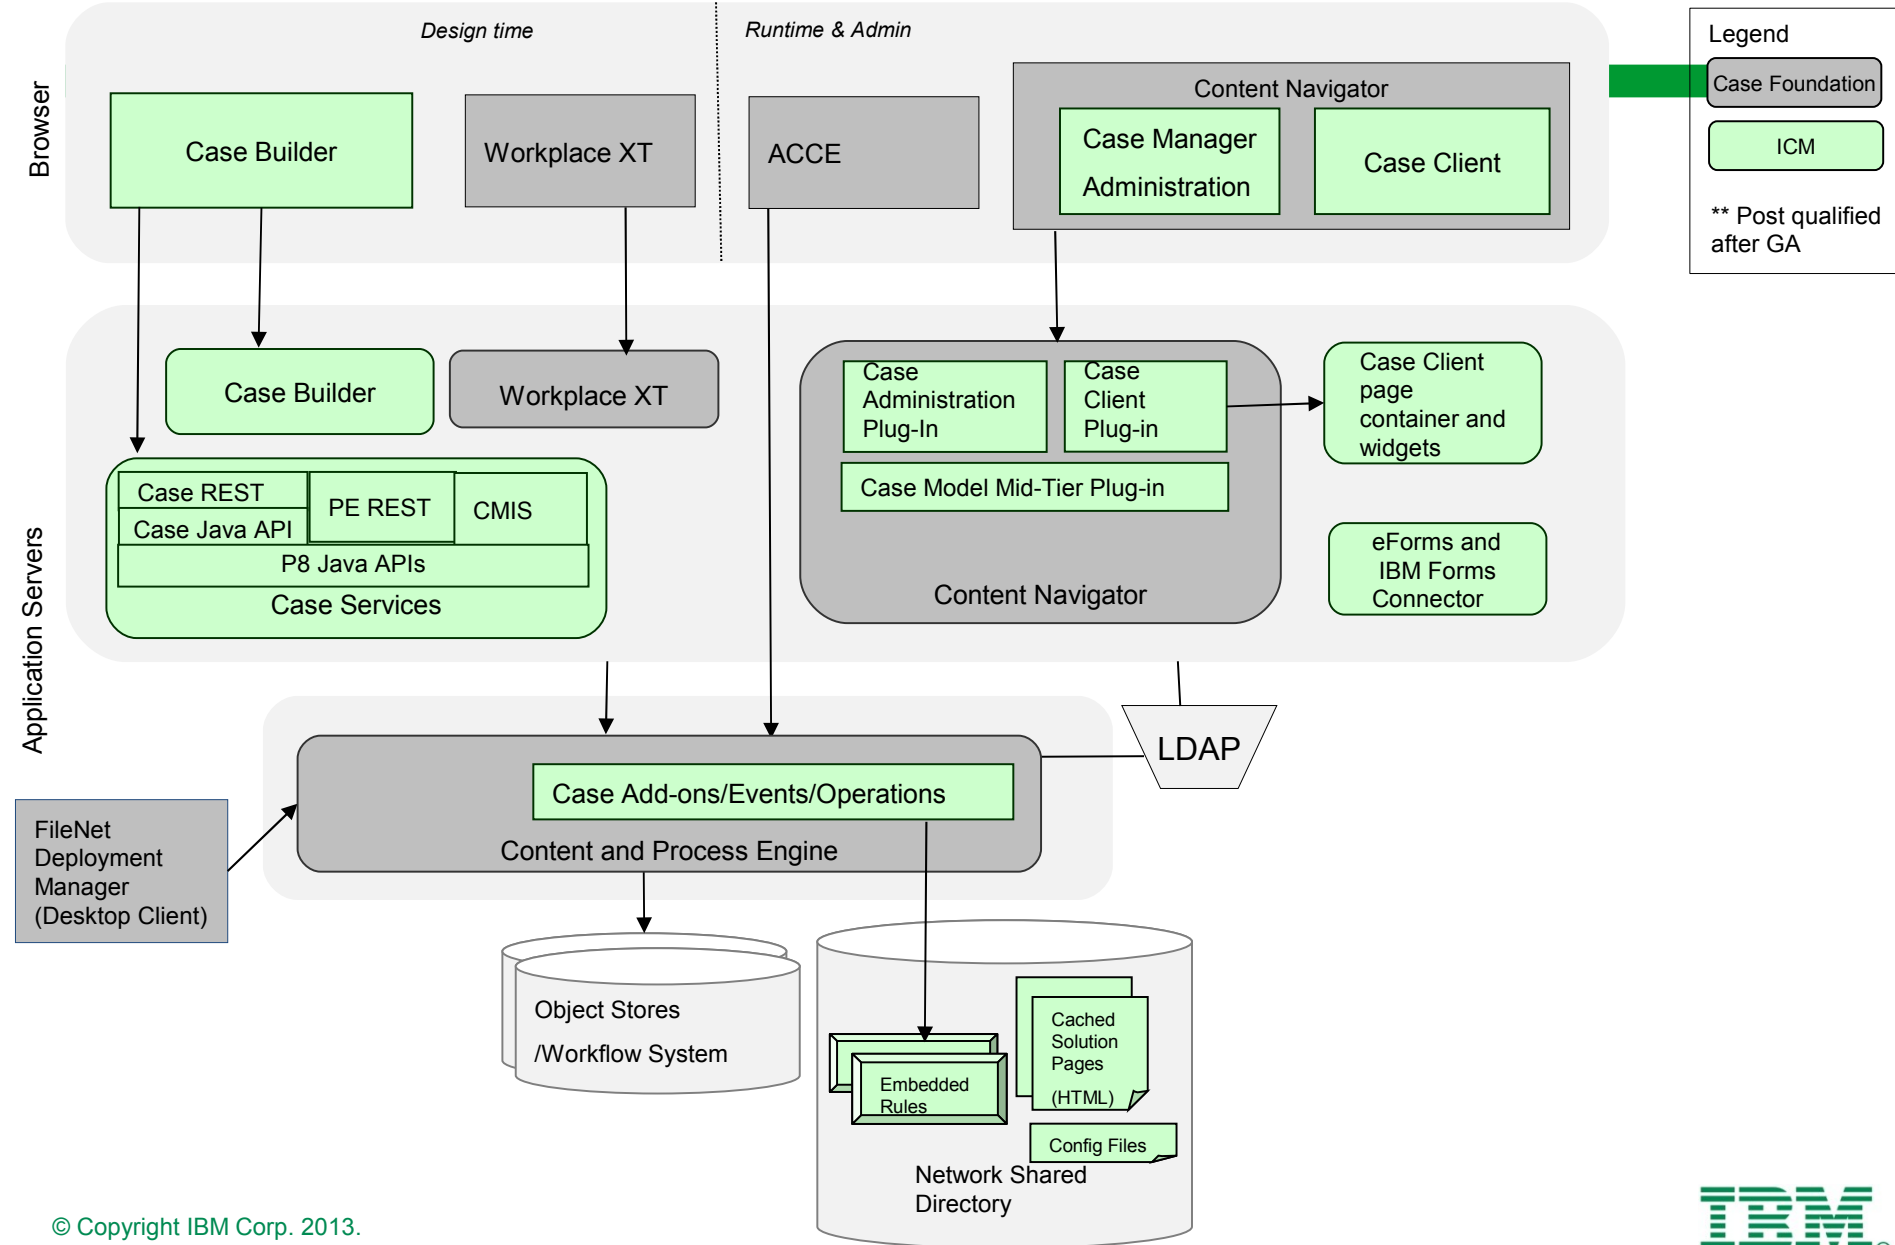 Design time
Runtime & Admin
Legend
Case Foundation
ICM
** Post qualified
after GA
Browser
Case Builder
Workplace XT
ACCE
Content Navigator
Case Manager
Administration
Case Client
Application Servers
Case Builder
Workplace XT
Case REST
Case Java API
PE REST
CMIS
P8 Java APIs
Case Services
Case
Administration
Plug-In
Case
Client
Plug-in
Case Model Mid-Tier Plug-in
Content Navigator
Case Client
page
container and
widgets
eForms and
IBM Forms
Connector
LDAP
Case Add-ons/Events/Operations
Content and Process Engine
FileNet
Deployment
Manager
(Desktop Client)
Object Stores
/Workflow System
Embedded
Rules
Cached
Solution
Pages
(HTML)
Config Files
Network Shared
Directory
© Copyright IBM Corp. 2013.
IBM®